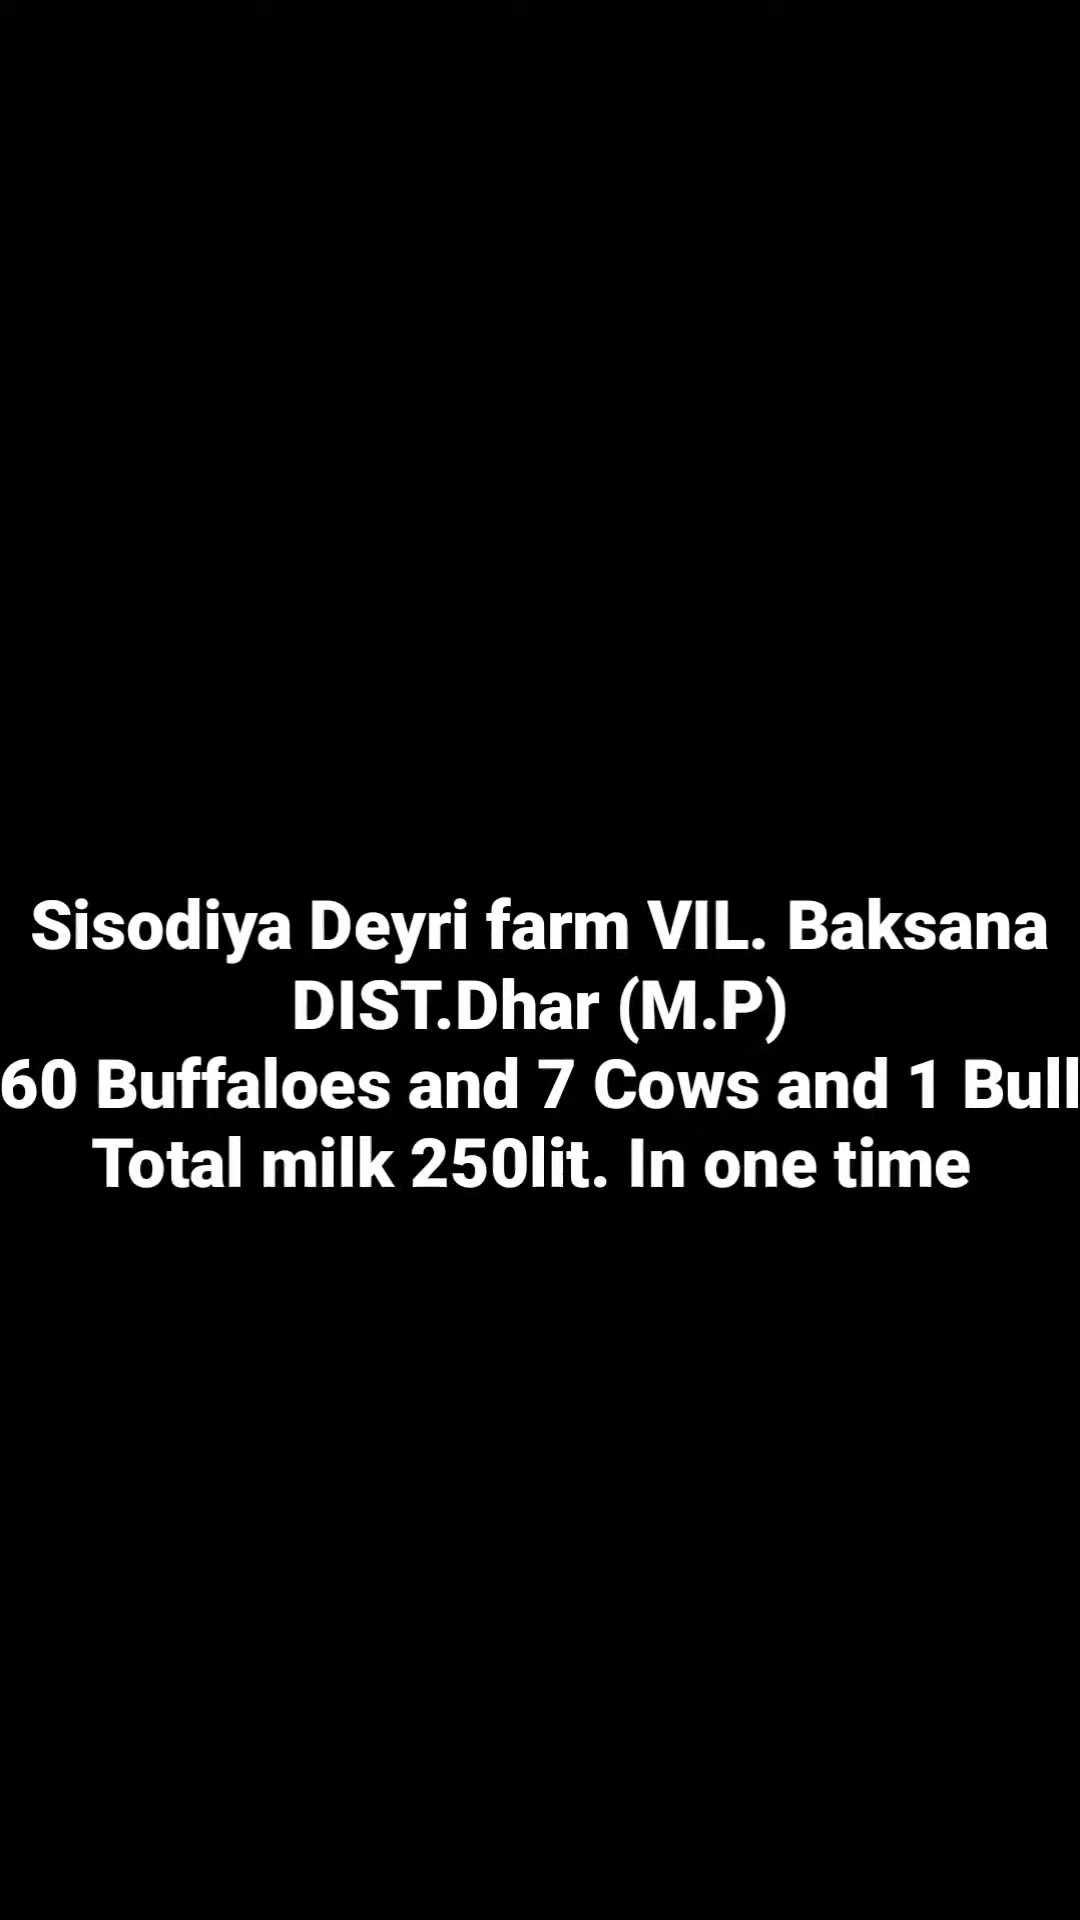 Sisodiya Deyri farm VIL. Baksana
DIST.Dhar (M.P)
60 Buffaloes and 7 Cows and 1 Bull
Total milk 250lit. In one time